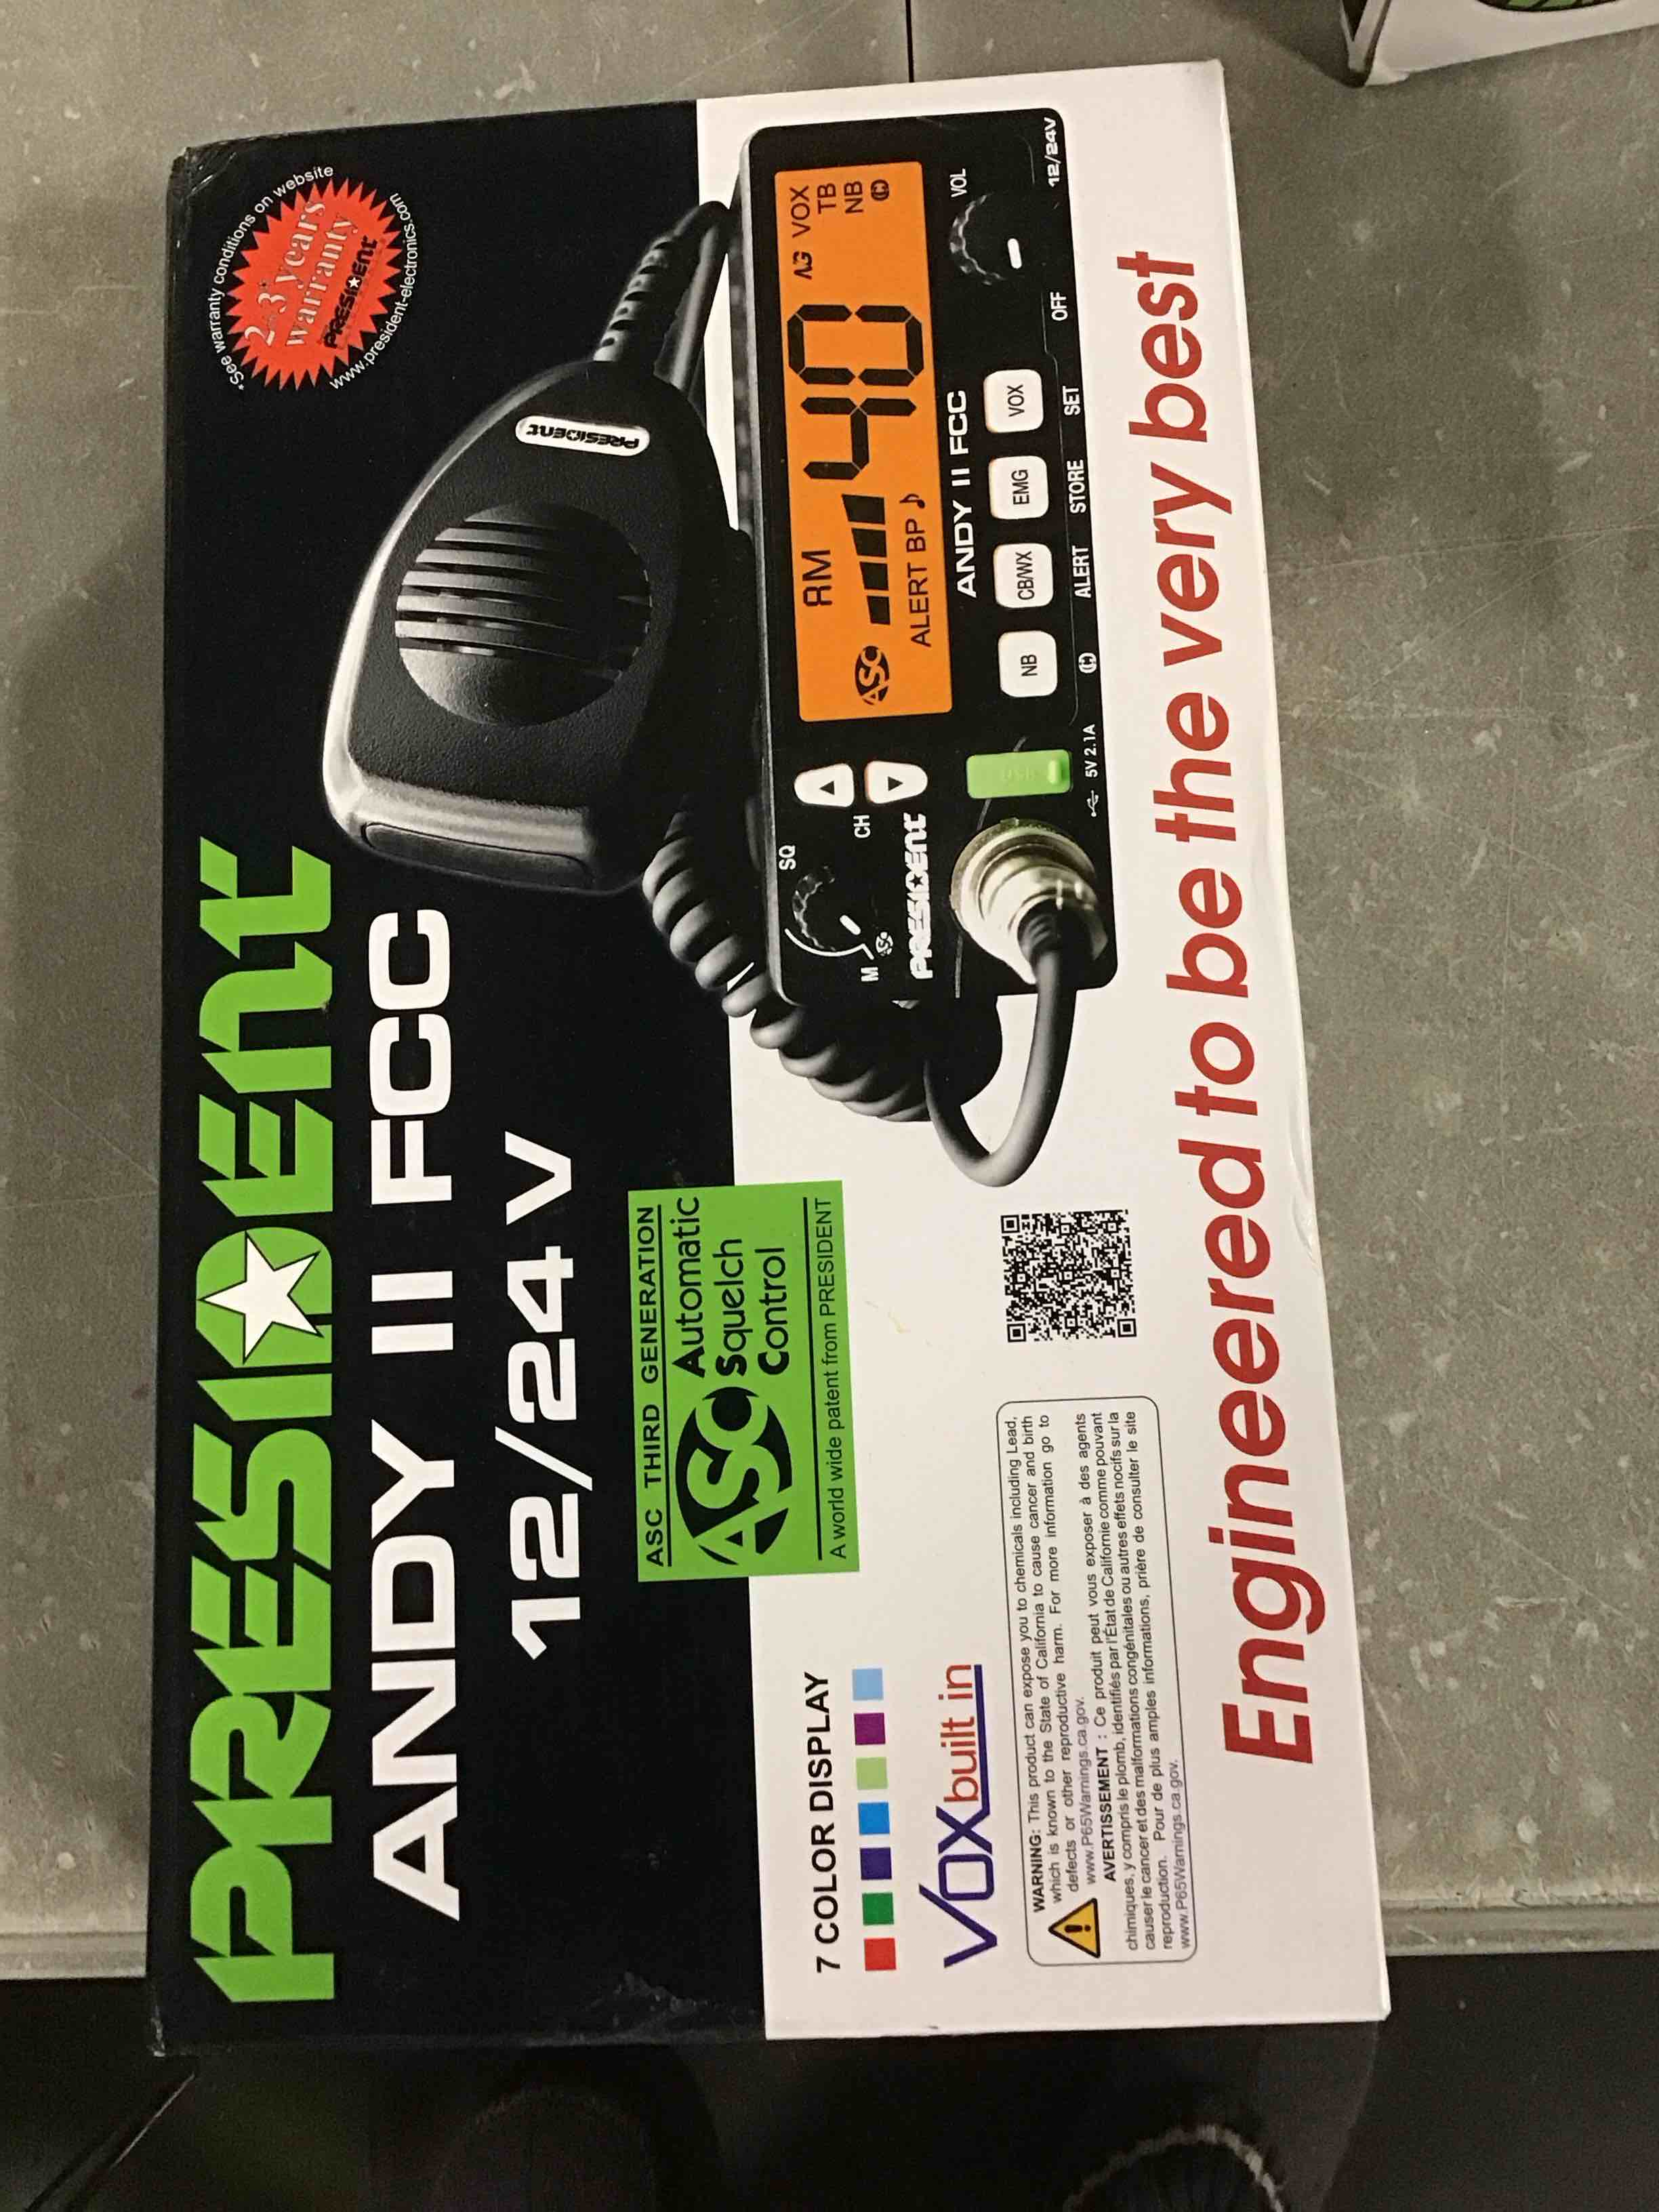 PRESIDENT
ANDY II FCC
12/24 V
*See warranty conditions on website
2-3* years
warranty
PRESIDENT
www.president-electronics.com
ASC THIRD GENERATION
ASC
Automatic
Squelch
Control
A world wide patent from PRESIDENT
7 COLOR DISPLAY
VOX built in
WARNING: This product can expose you to chemicals including Lead,
which is known to the State of California to cause cancer and birth
defects or other reproductive harm. For more information go to
www.P65Warnings.ca.gov.
AVERTISSEMENT : Ce produit peut vous exposer à des agents
chimiques, y compris le plomb, identifiés par l'État de Californie comme pouvant
causer le cancer et des malformations congénitales ou autres effets nocifs sur la
reproduction. Pour de plus amples informations, prière de consulter le site
www.P65Warnings.ca.gov.
PRESIDENT
SQ
M
ASC
CH
PRESIDENT
AM
40
AG VOX
TB
NB
ASC
ALERT BP
ANDY II FCC
VOL
NB
CB/WX
EMG
VOX
OFF
12/24V
USB
5V 2.1A
ALERT
STORE
SET
Engineered to be the very best